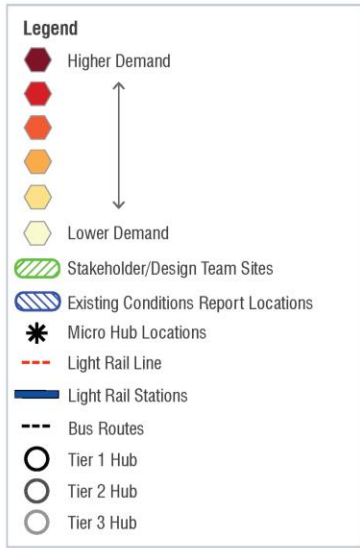 Legend
Higher Demand
Lower Demand
Stakeholder/Design Team Sites
Existing Conditions Report Locations
Micro Hub Locations
Light Rail Line
Light Rail Stations
Bus Routes
Tier 1 Hub
Tier 2 Hub
Tier 3 Hub